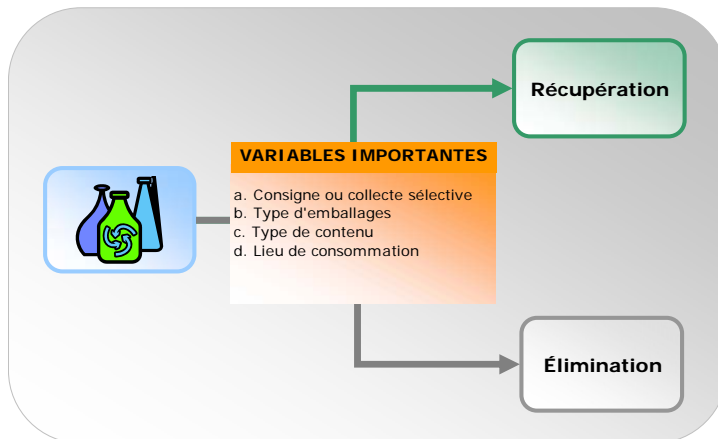 Récupération
VARIABLES IMPORTANTES
a. Consigne ou collecte sélective
b. Type d'emballages
c. Type de contenu
d. Lieu de consommation
Élimination